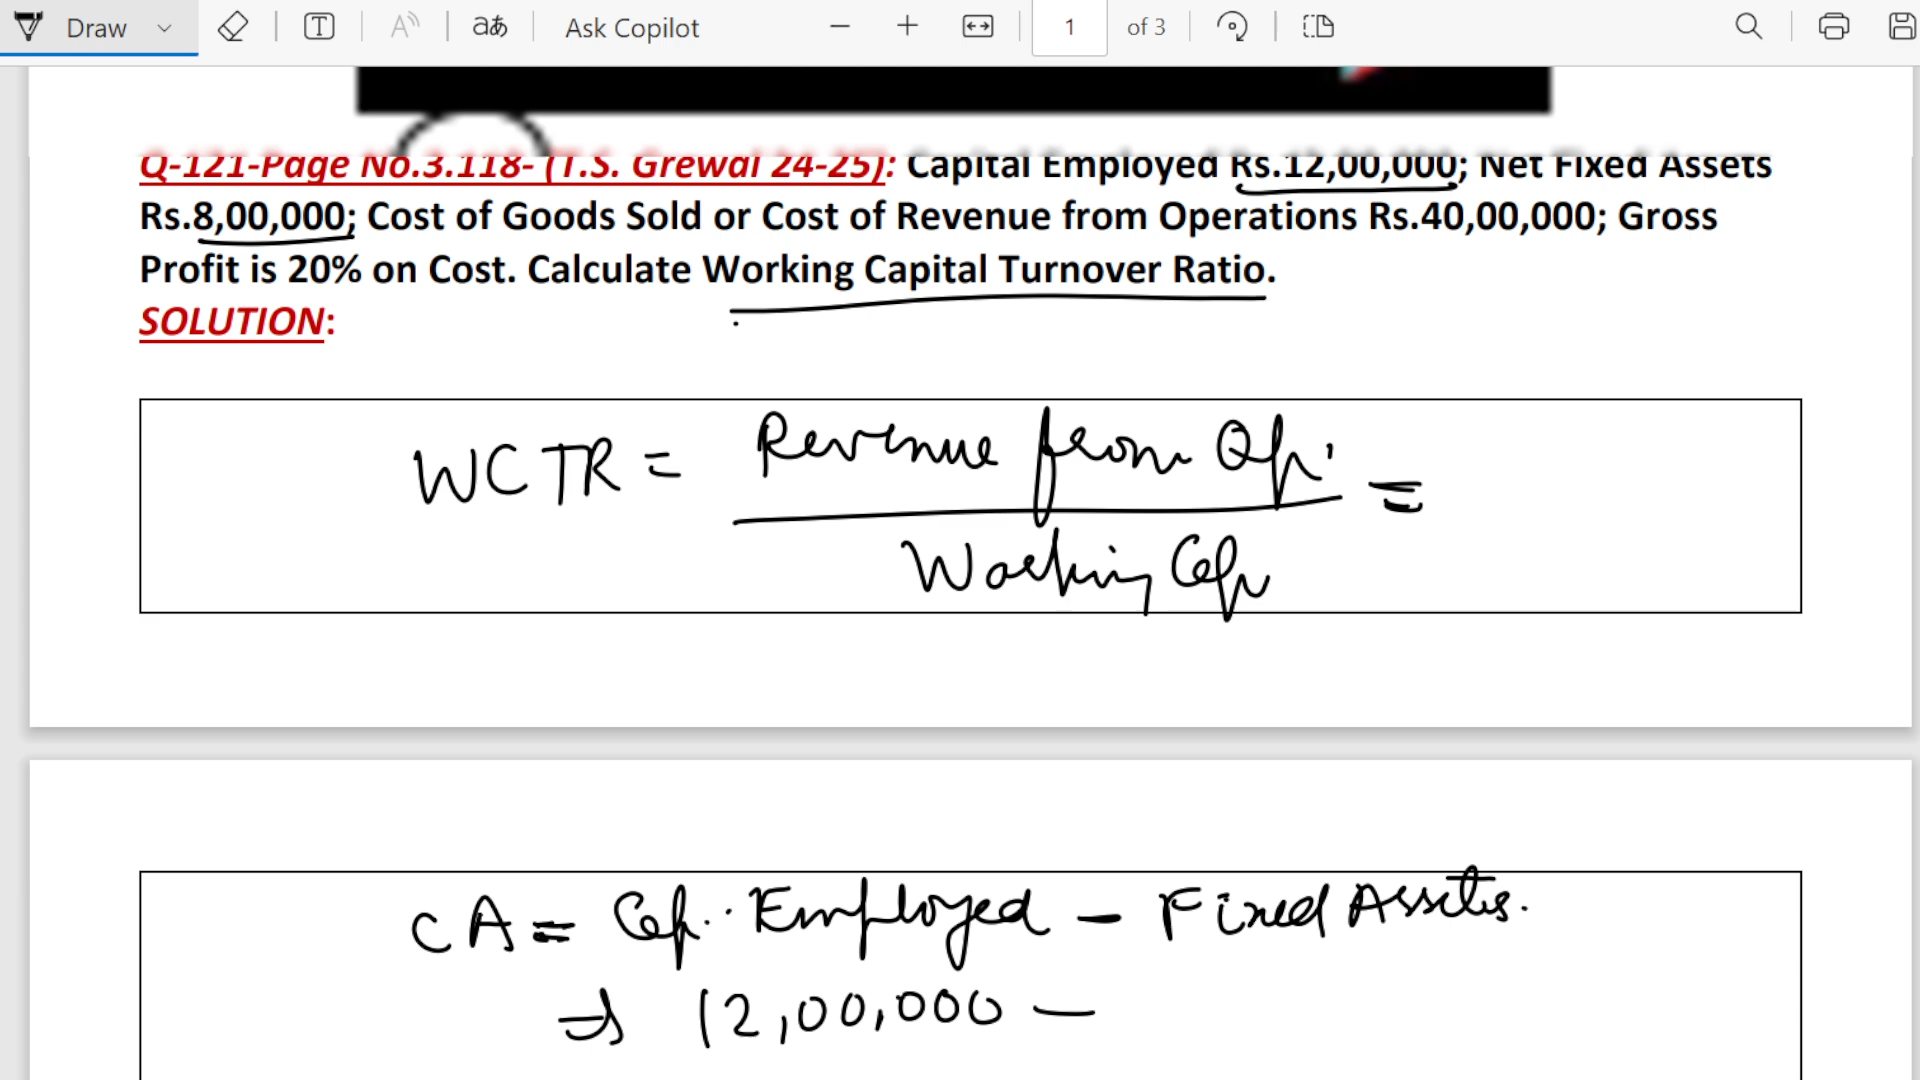 Draw T A aあ Ask Copilot 1 of 3
Q-121-Page No.3.118- (T.S. Grewal 24-25): Capital Employed Rs.12,00,000; Net Fixed Assets
Rs.8,00,000; Cost of Goods Sold or Cost of Revenue from Operations Rs.40,00,000; Gross
Profit is 20% on Cost. Calculate Working Capital Turnover Ratio.
SOLUTION:
WCTR = Revenue from Op. =
Working Cap
CA = Cap. Employed - Fixed Assets.
⇒ 12,00,000 —